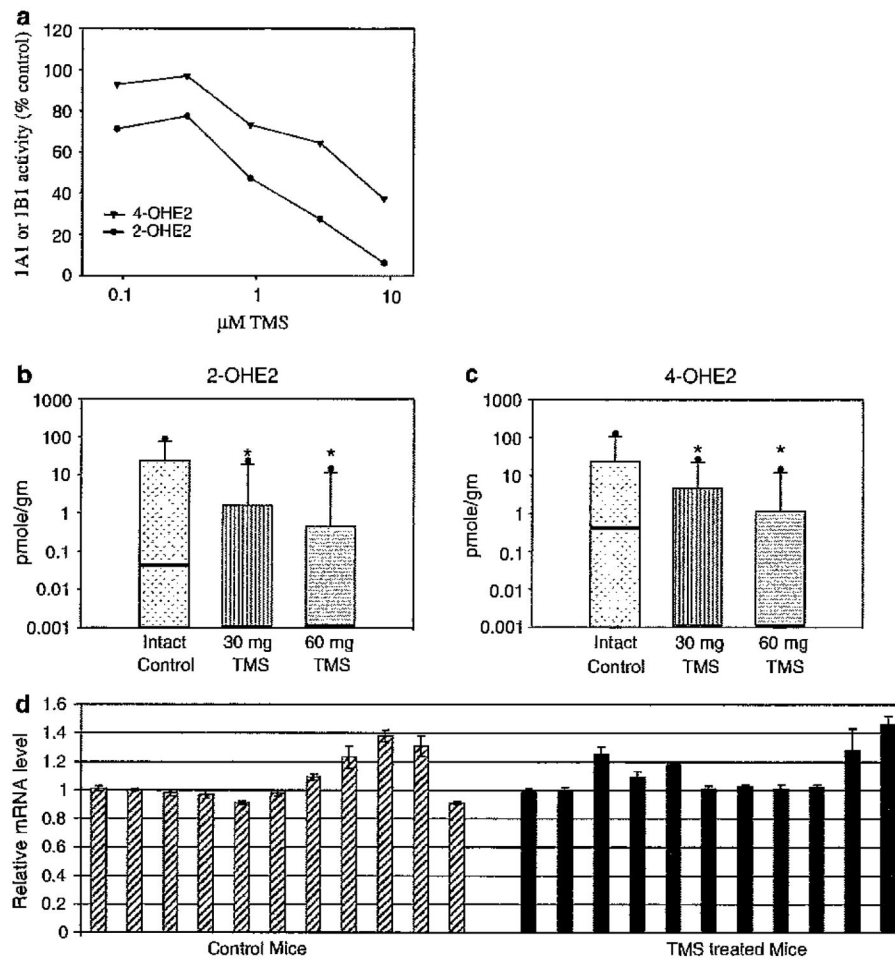 a
1A1 or 1B1 activity (% control)
120
100
80
60
40
20
0
4-OHE2
2-OHE2
0.1 1 10
µM TMS
b
2-OHE2
pmole/gm
1000
100
10
1
0.1
0.01
0.001
* *
Intact Control
30 mg TMS
60 mg TMS
c
4-OHE2
pmole/gm
1000
100
10
1
0.1
0.01
0.001
* *
Intact Control
30 mg TMS
60 mg TMS
d
Relative mRNA level
1.6
1.4
1.2
1
0.8
0.6
0.4
0.2
0
Control Mice
TMS treated Mice